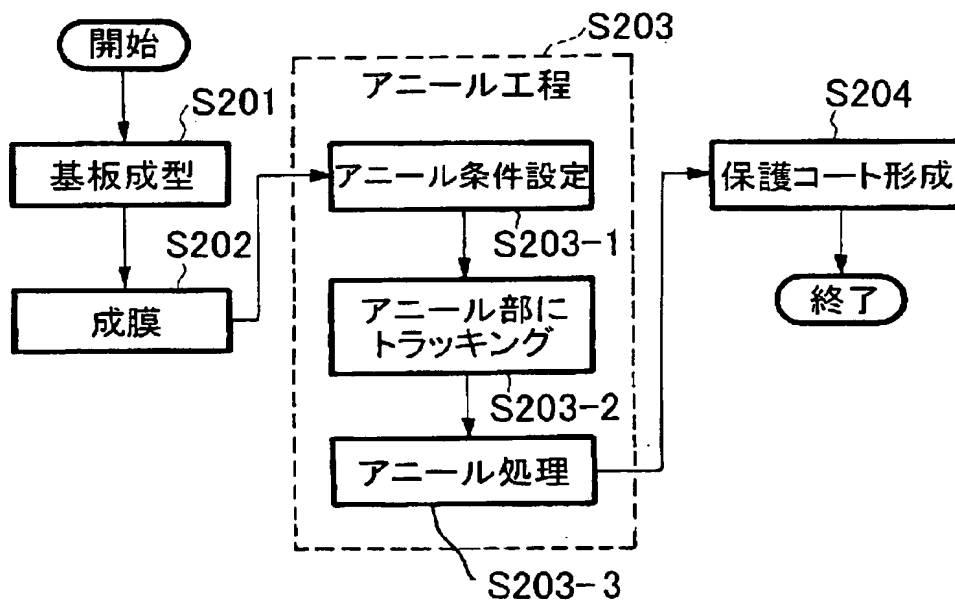 開始
S201
基板成型
S202
成膜
S203
アニール工程
アニール条件設定
S203-1
アニール部に
トラッキング
S203-2
アニール処理
S203-3
S204
保護コート形成
終了